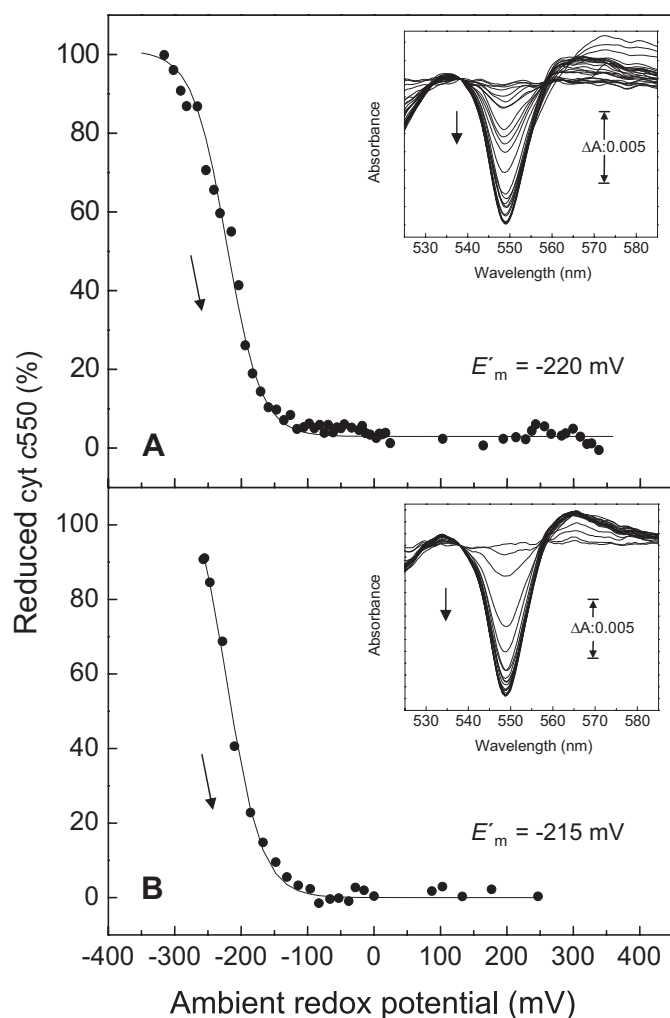 Reduced cyt c550 (%)
100
80
60
40
20
0
A
E′m = -220 mV
Absorbance
ΔA:0.005
530 540 550 560 570 580
Wavelength (nm)
100
80
60
40
20
0
B
E′m = -215 mV
Absorbance
ΔA:0.005
530 540 550 560 570 580
Wavelength (nm)
-400 -300 -200 -100 0 100 200 300 400
Ambient redox potential (mV)